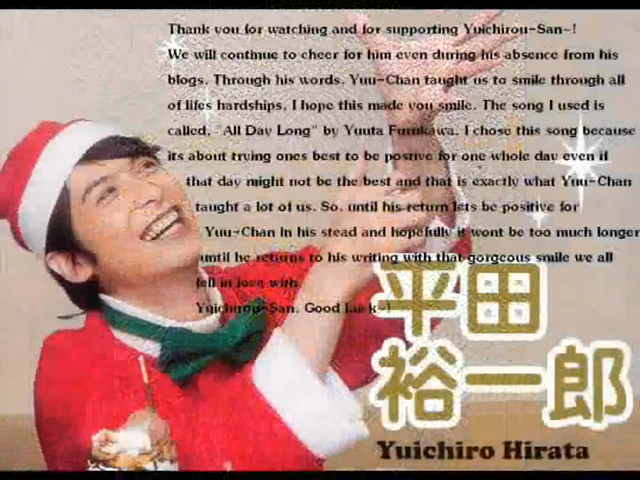 Thank you for watching and for supporting Yuichirou-San~!
We will continue to cheer for him even during his absence from his
blogs. Through his words, Yuu-Chan taught us to smile through all
of lifes hardships. I hope this made you smile. The song I used is
called, "All Day Long" by Yuuta Furukawa. I chose this song because
its about trying ones best to be postive for one whole day even if
that day might not be the best and that is exactly what Yuu-Chan
taught a lot of us. So, until his return lets be positive for
Yuu-Chan in his stead and hopefully it wont be too much longer
until he returns to his writing with that gorgeous smile we all
fell in love with.
Yuichirou-San, Good Luck~!
平田
裕一郎
Yuichiro Hirata